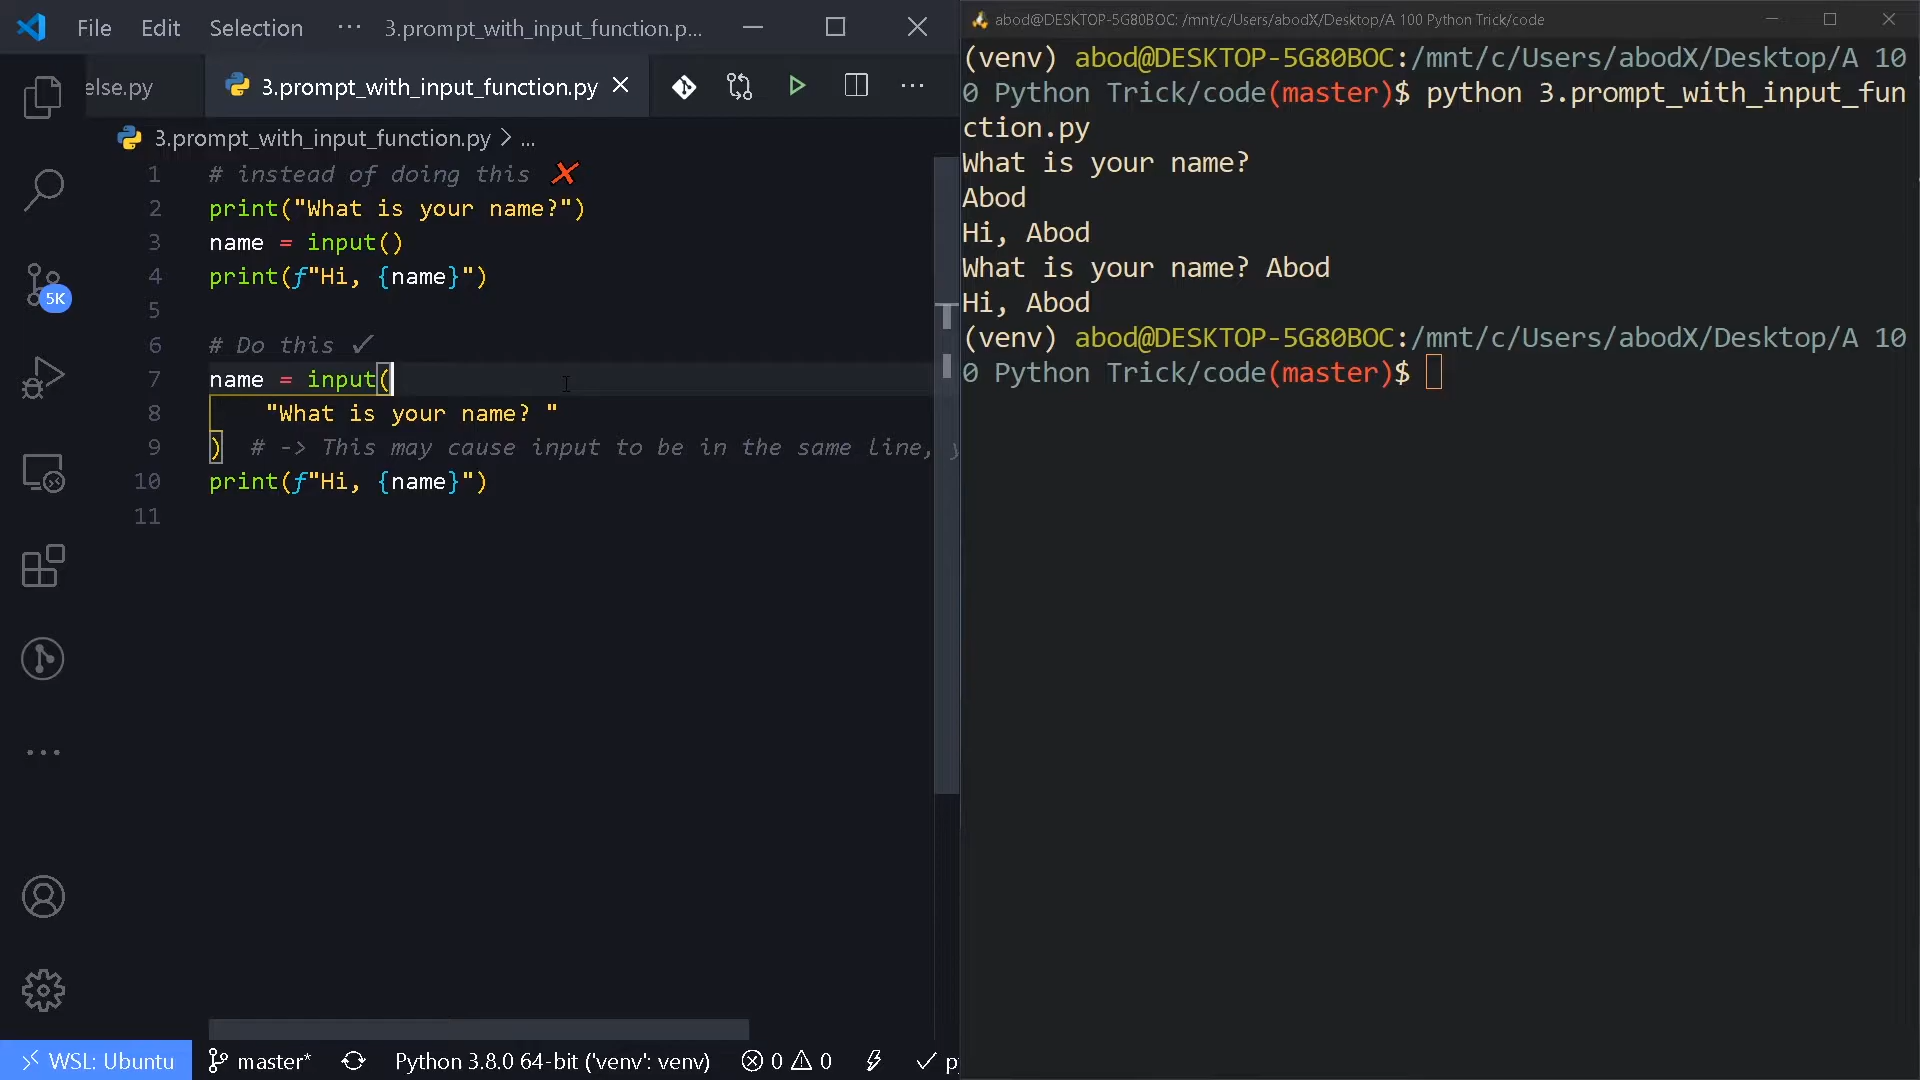 File Edit Selection ··· 3.prompt_with_input_function.p...
else.py
3.prompt_with_input_function.py
3.prompt_with_input_function.py > ...
1 # instead of doing this ❌
2 print("What is your name?")
3 name = input()
4 print(f"Hi, {name}")
5
6 # Do this ✓
7 name = input(
8 "What is your name? "
9 ) # -> This may cause input to be in the same line,
10 print(f"Hi, {name}")
11
5K
WSL: Ubuntu master* Python 3.8.0 64-bit ('venv': venv) 0 0
abod@DESKTOP-5G80BOC: /mnt/c/Users/abodX/Desktop/A 100 Python Trick/code
(venv) abod@DESKTOP-5G80BOC:/mnt/c/Users/abodX/Desktop/A 10
0 Python Trick/code(master)$ python 3.prompt_with_input_fun
ction.py
What is your name?
Abod
Hi, Abod
What is your name? Abod
Hi, Abod
(venv) abod@DESKTOP-5G80BOC:/mnt/c/Users/abodX/Desktop/A 10
0 Python Trick/code(master)$